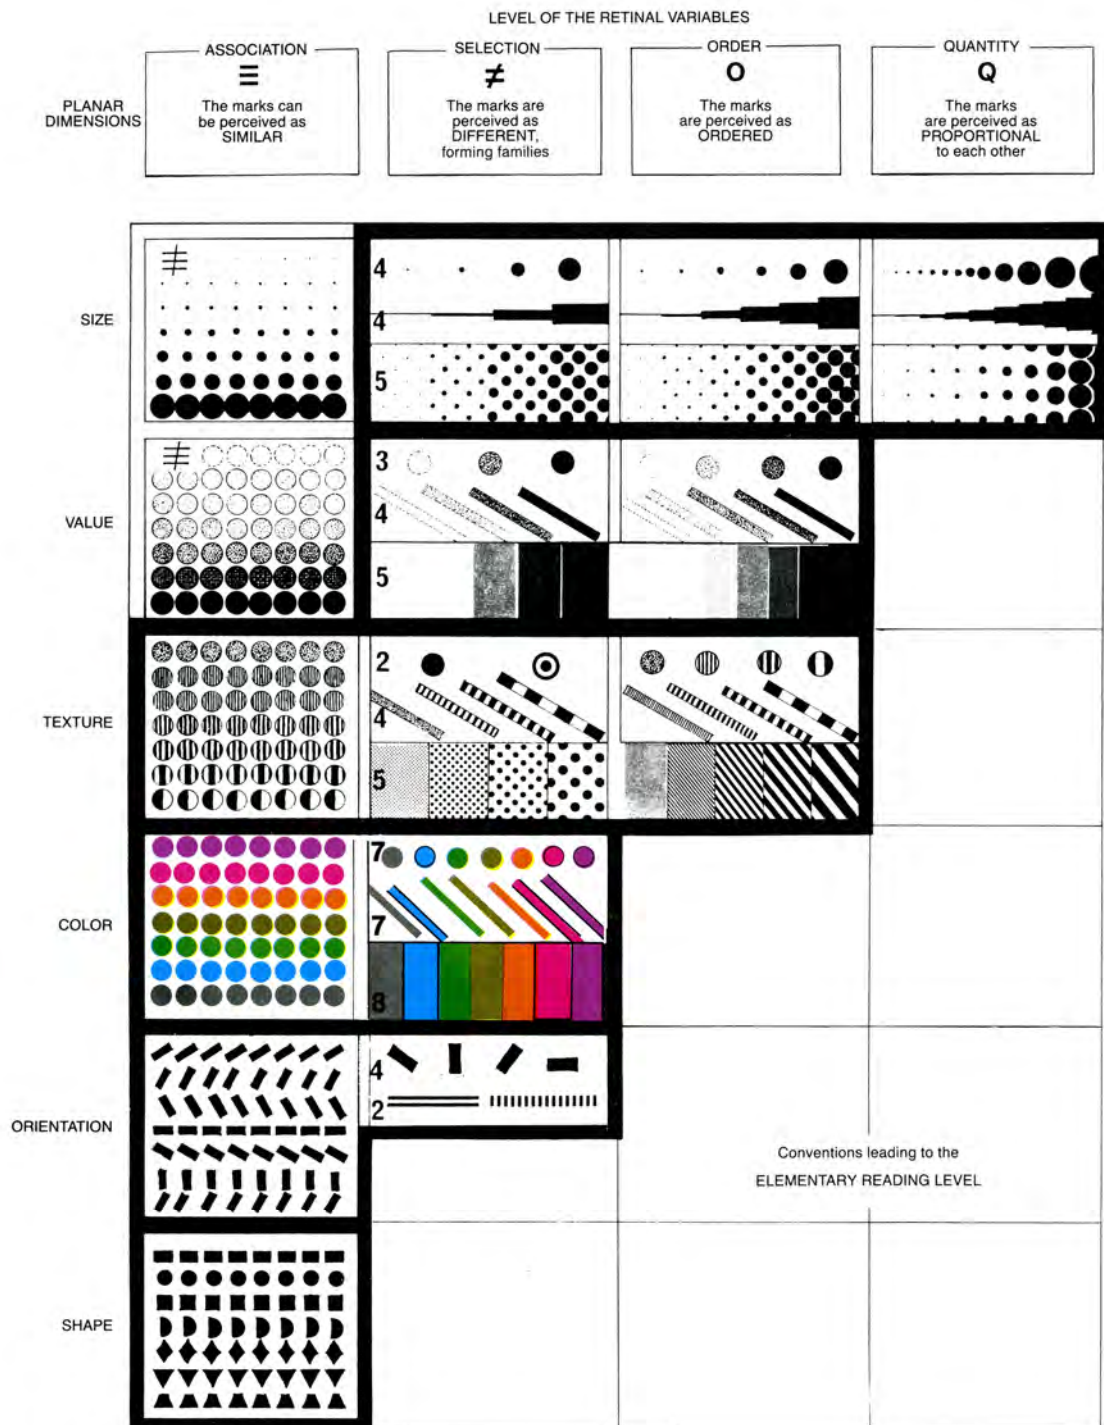 LEVEL OF THE RETINAL VARIABLES
PLANAR
DIMENSIONS
ASSOCIATION
≡
The marks can
be perceived as
SIMILAR
SELECTION
≠
The marks are
perceived as
DIFFERENT,
forming families
ORDER
O
The marks
are perceived as
ORDERED
QUANTITY
Q
The marks
are perceived as
PROPORTIONAL
to each other
SIZE
≢
4
4
5
VALUE
≢
3
4
5
TEXTURE
2
4
5
COLOR
7
7
8
ORIENTATION
4
2
Conventions leading to the
ELEMENTARY READING LEVEL
SHAPE